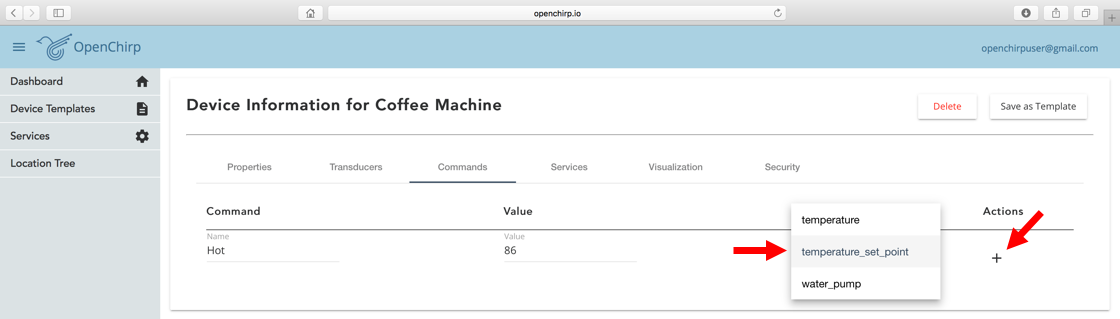 openchirp.io
OpenChirp
openchirpuser@gmail.com
Dashboard
Device Templates
Services
Location Tree
Device Information for Coffee Machine
Delete
Save as Template
Properties
Transducers
Commands
Services
Visualization
Security
Command
Value
Actions
Name
Hot
Value
86
temperature
temperature_set_point
water_pump